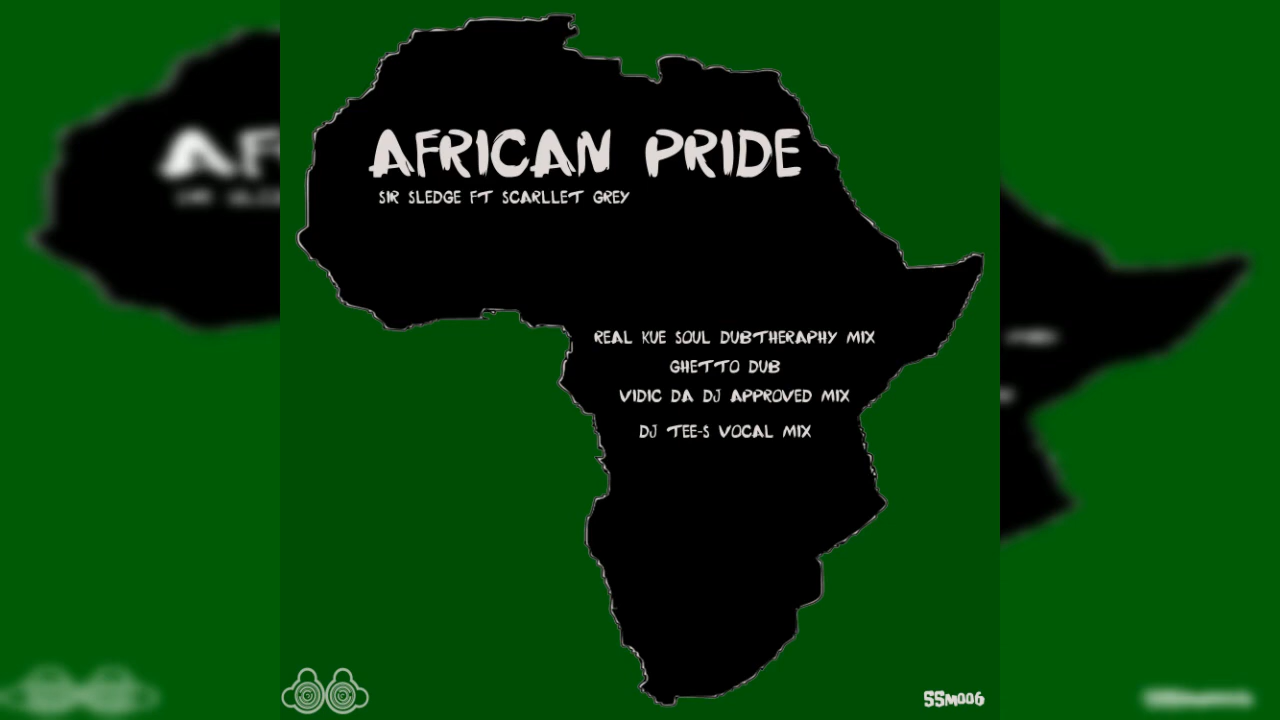 AFRICAN PRIDE
SIR SLEDGE FT SCARLLET GREY
REAL KUE SOUL DUBTHERAPHY MIX
GHETTO DUB
VIDIC DA DJ APPROVED MIX
DJ TEE-S VOCAL MIX
SSM006